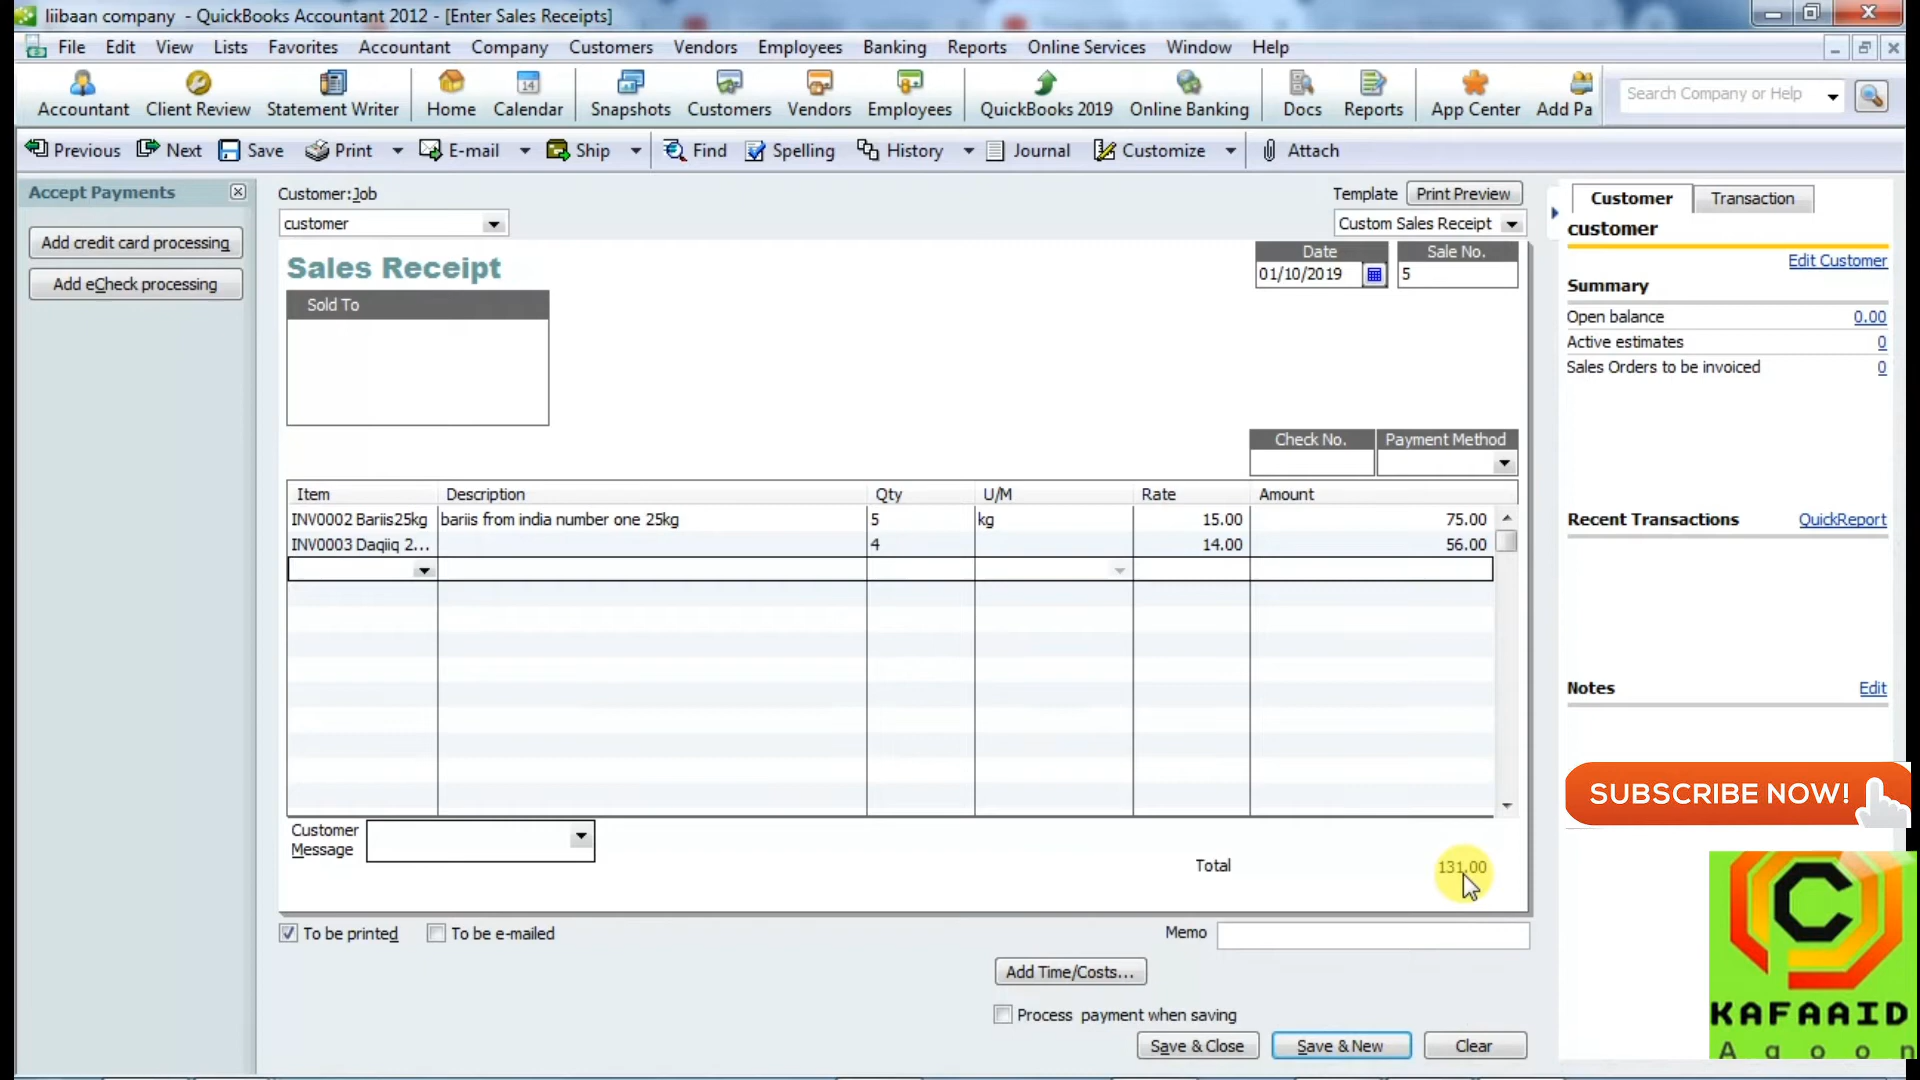 liibaan company - QuickBooks Accountant 2012 - [Enter Sales Receipts]
File Edit View Lists Favorites Accountant Company Customers Vendors Employees Banking Reports Online Services Window Help
14
Accountant Client Review Statement Writer Home Calendar Snapshots Customers Vendors Employees QuickBooks 2019 Online Banking Docs Reports App Center Add Pa
Search Company or Help
Previous Next Save Print E-mail Ship Find Spelling History Journal Customize Attach
Accept Payments
Add credit card processing
Add eCheck processing
Customer:Job
customer
Template Print Preview
Custom Sales Receipt
Sales Receipt
Date Sale No.
01/10/2019 5
Sold To
Check No. Payment Method
Item Description Qty U/M Rate Amount
INV0002 Bariis25kg bariis from india number one 25kg 5 kg 15.00 75.00
INV0003 Daqiiq 2... 4 14.00 56.00
Customer
Message
Total 131.00
To be printed To be e-mailed
Memo
Add Time/Costs...
Process payment when saving
Save & Close Save & New Clear
Customer Transaction
customer
Edit Customer
Summary
Open balance 0.00
Active estimates 0
Sales Orders to be invoiced 0
Recent Transactions QuickReport
Notes Edit
SUBSCRIBE NOW!
KAFAAID
Aqoon